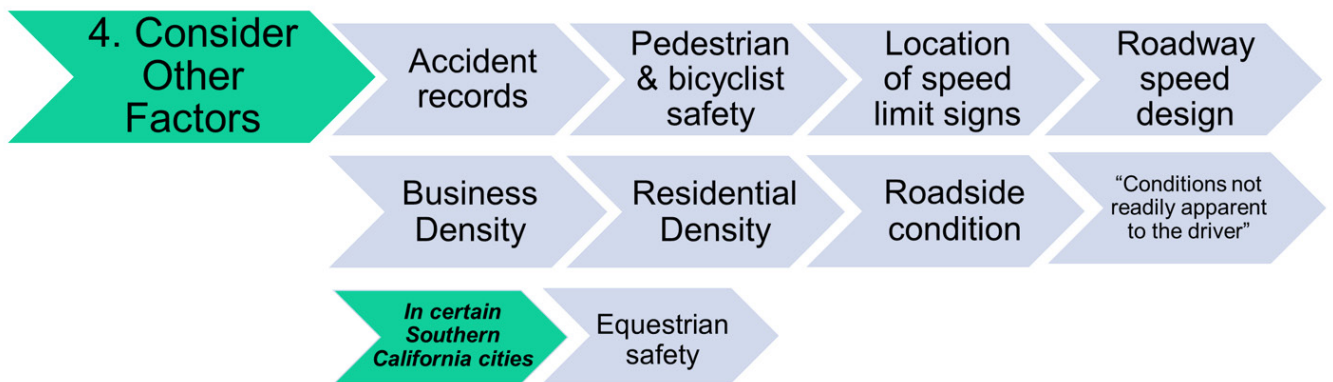 4. Consider
Other
Factors
Accident
records
Pedestrian
& bicyclist
safety
Location
of speed
limit signs
Roadway
speed
design
Business
Density
Residential
Density
Roadside
condition
“Conditions not
readily apparent
to the driver”
In certain
Southern
California cities
Equestrian
safety